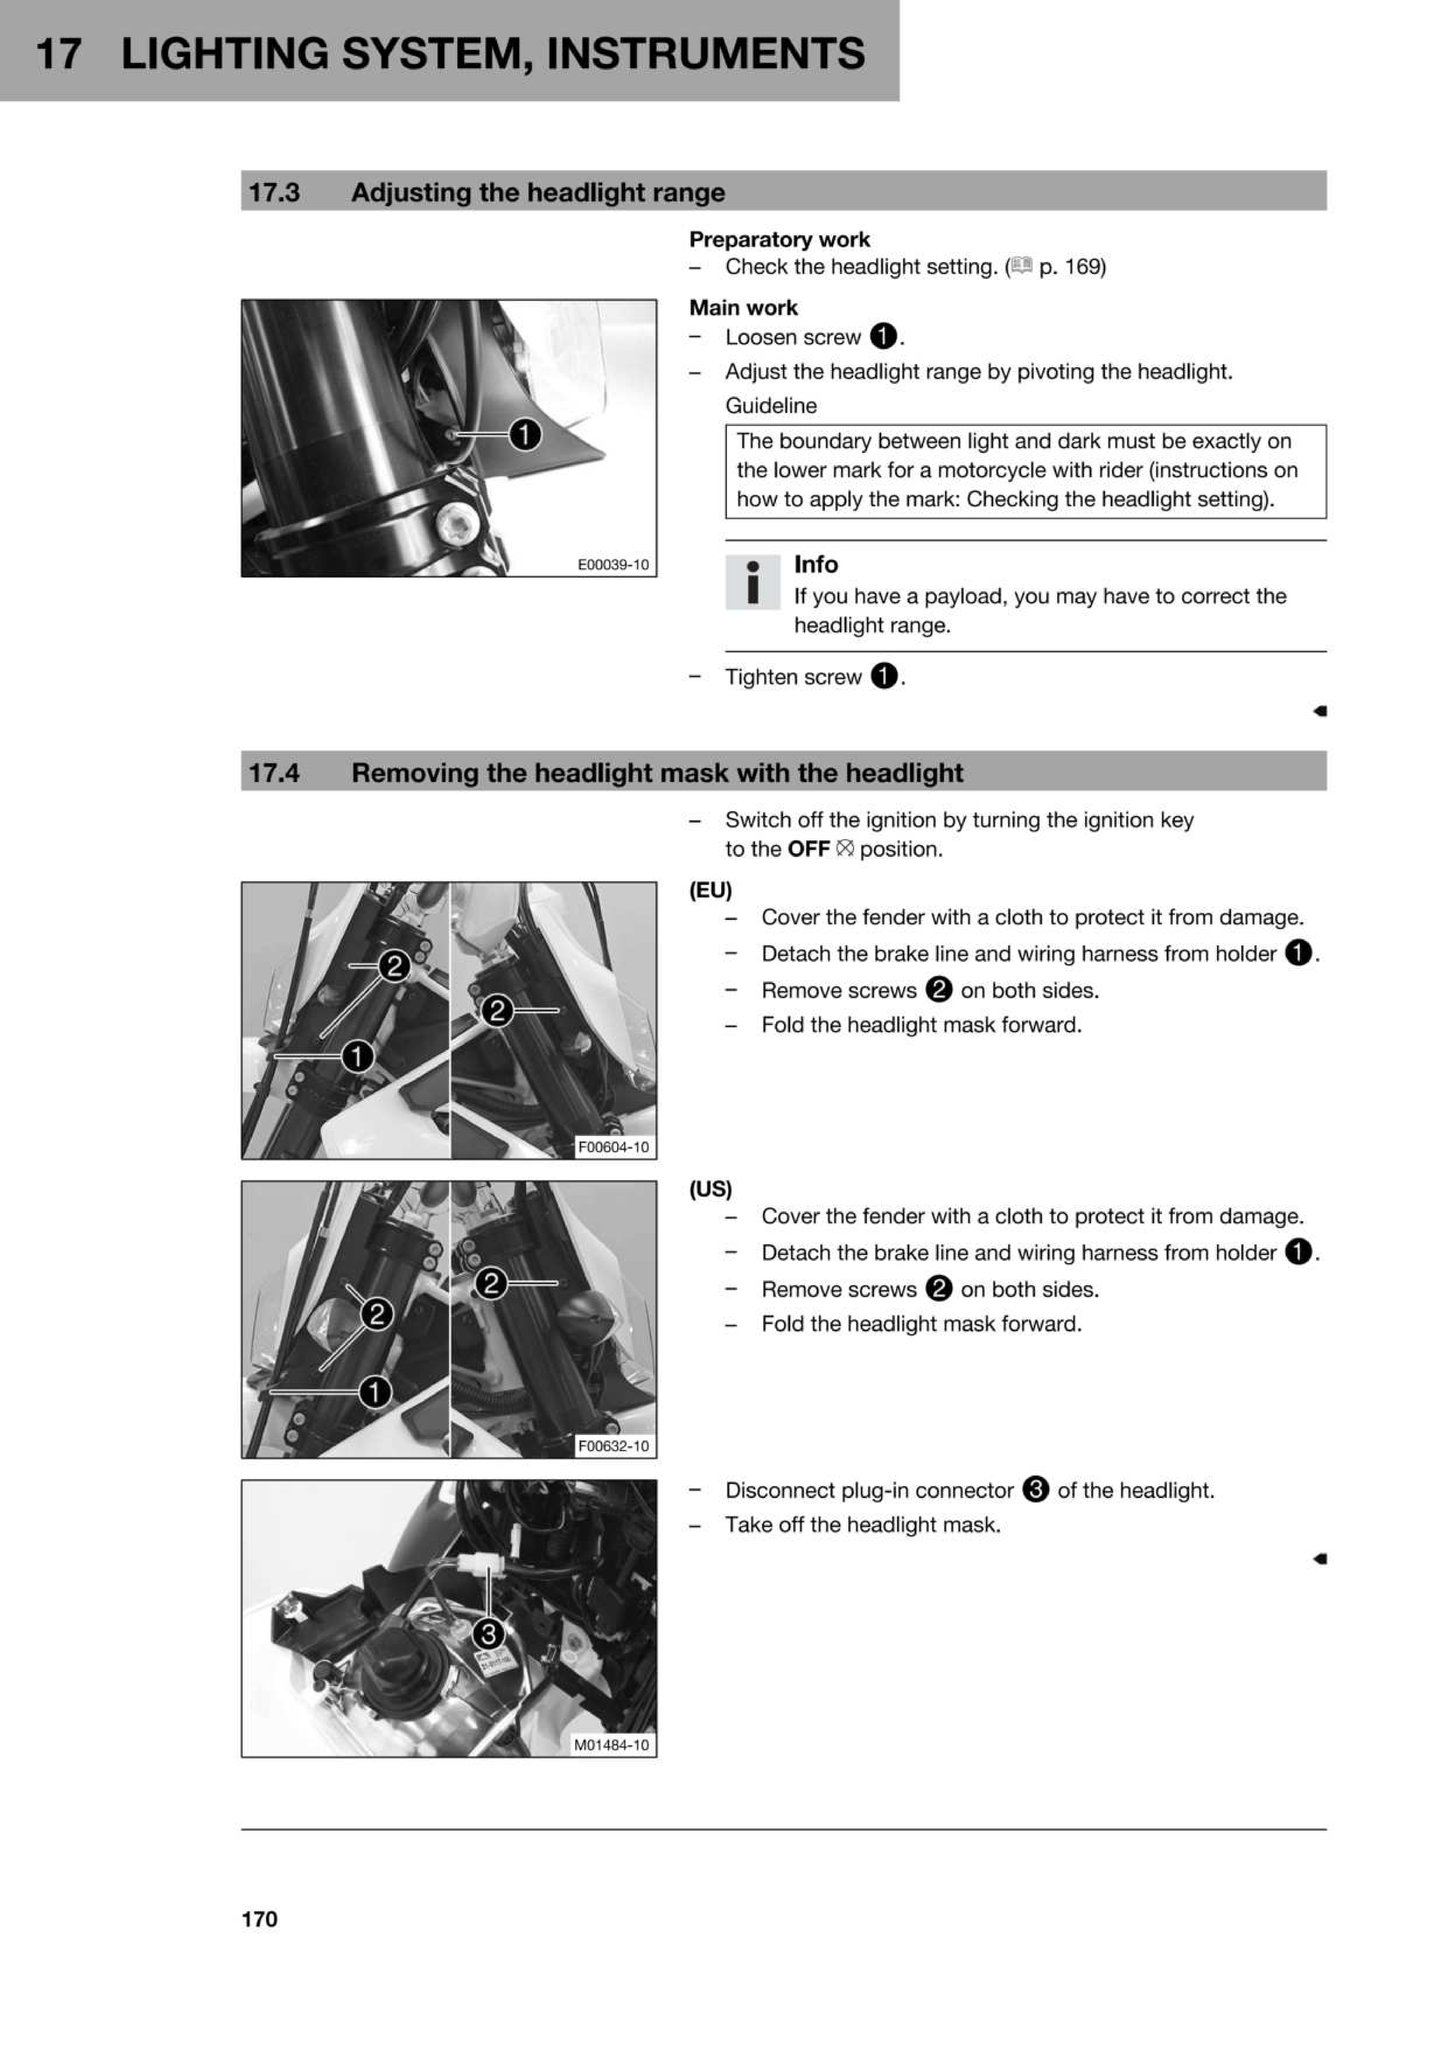 17 LIGHTING SYSTEM, INSTRUMENTS
17.3 Adjusting the headlight range
Preparatory work
– Check the headlight setting. ( p. 169)
Main work
– Loosen screw 1.
– Adjust the headlight range by pivoting the headlight.
Guideline
The boundary between light and dark must be exactly on
the lower mark for a motorcycle with rider (instructions on
how to apply the mark: Checking the headlight setting).
1
E00039-10
Info
If you have a payload, you may have to correct the
headlight range.
– Tighten screw 1.
17.4 Removing the headlight mask with the headlight
– Switch off the ignition by turning the ignition key
to the OFF position.
(EU)
– Cover the fender with a cloth to protect it from damage.
– Detach the brake line and wiring harness from holder 1.
– Remove screws 2 on both sides.
– Fold the headlight mask forward.
2
2
1
F00604-10
(US)
– Cover the fender with a cloth to protect it from damage.
– Detach the brake line and wiring harness from holder 1.
– Remove screws 2 on both sides.
– Fold the headlight mask forward.
2
2
1
F00632-10
– Disconnect plug-in connector 3 of the headlight.
– Take off the headlight mask.
3
M01484-10
170